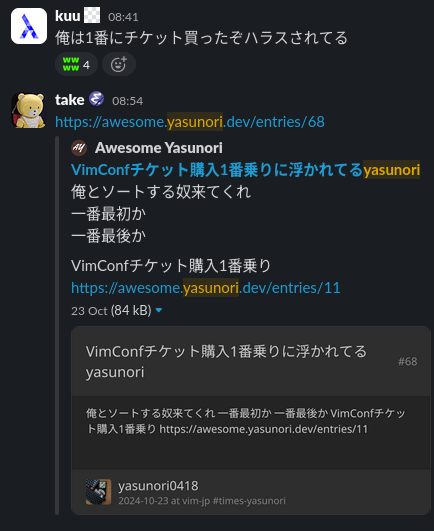 kuu 08:41
俺は1番にチケット買ったぞハラスされてる
ww ww 4
take 08:54
https://awesome.yasunori.dev/entries/68
AY Awesome Yasunori
VimConfチケット購入1番乗りに浮かれてるyasunori
俺とソートする奴来てくれ
一番最初か
一番最後か
VimConfチケット購入1番乗り
https://awesome.yasunori.dev/entries/11
23 Oct (84 kB)
VimConfチケット購入1番乗りに浮かれてる
yasunori
#68
俺とソートする奴来てくれ 一番最初か 一番最後か VimConfチケッ
ト購入1番乗り https://awesome.yasunori.dev/entries/11
yasunori0418
2024-10-23 at vim-jp #times-yasunori